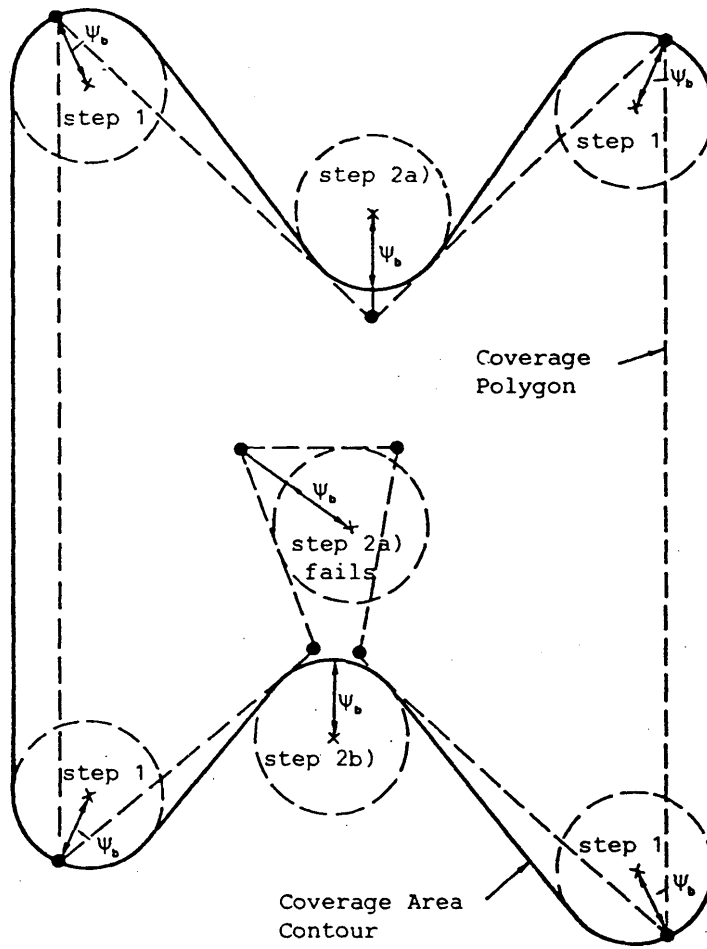 Ψb
step 1
Ψb
step 1
step 2a)
Ψb
Coverage
Polygon
Ψb
step 2a)
fails
Ψb
step 2b)
step 1
Ψb
step 1
Ψb
Coverage Area
Contour